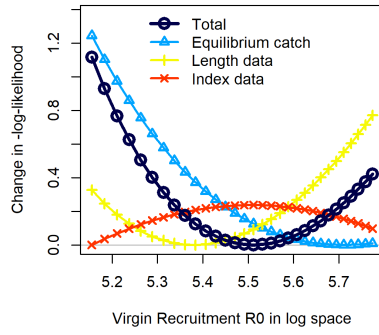 Total
Equilibrium catch
Length data
Index data
Change in -log-likelihood
0.0
0.4
0.8
1.2
5.2
5.3
5.4
5.5
5.6
5.7
Virgin Recruitment R0 in log space